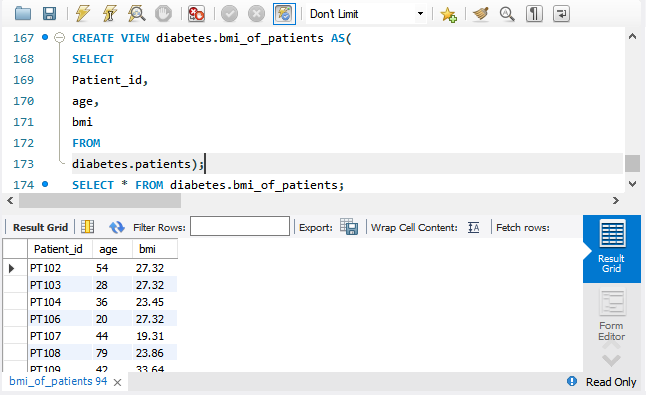 Don't Limit
167 CREATE VIEW diabetes.bmi_of_patients AS(
168 SELECT
169 Patient_id,
170 age,
171 bmi
172 FROM
173 diabetes.patients);
174 SELECT * FROM diabetes.bmi_of_patients;
Result Grid Filter Rows: Export: Wrap Cell Content: Fetch rows:
Patient_id age bmi
PT102 54 27.32
PT103 28 27.32
PT104 36 23.45
PT106 20 27.32
PT107 44 19.31
PT108 79 23.86
PT109 42 33.64
Result
Grid
Form
Editor
bmi_of_patients 94
Read Only